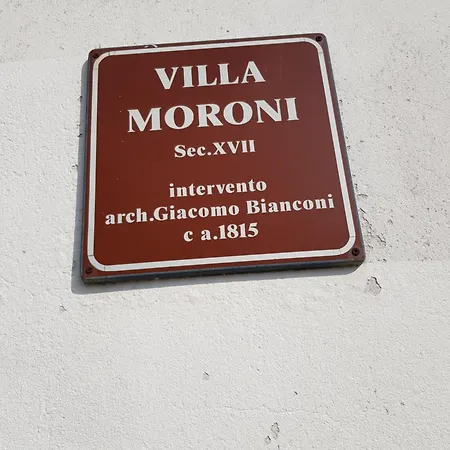 VILLA
MORONI
Sec.XVII
intervento
arch.Giacomo Bianconi
c a.1815